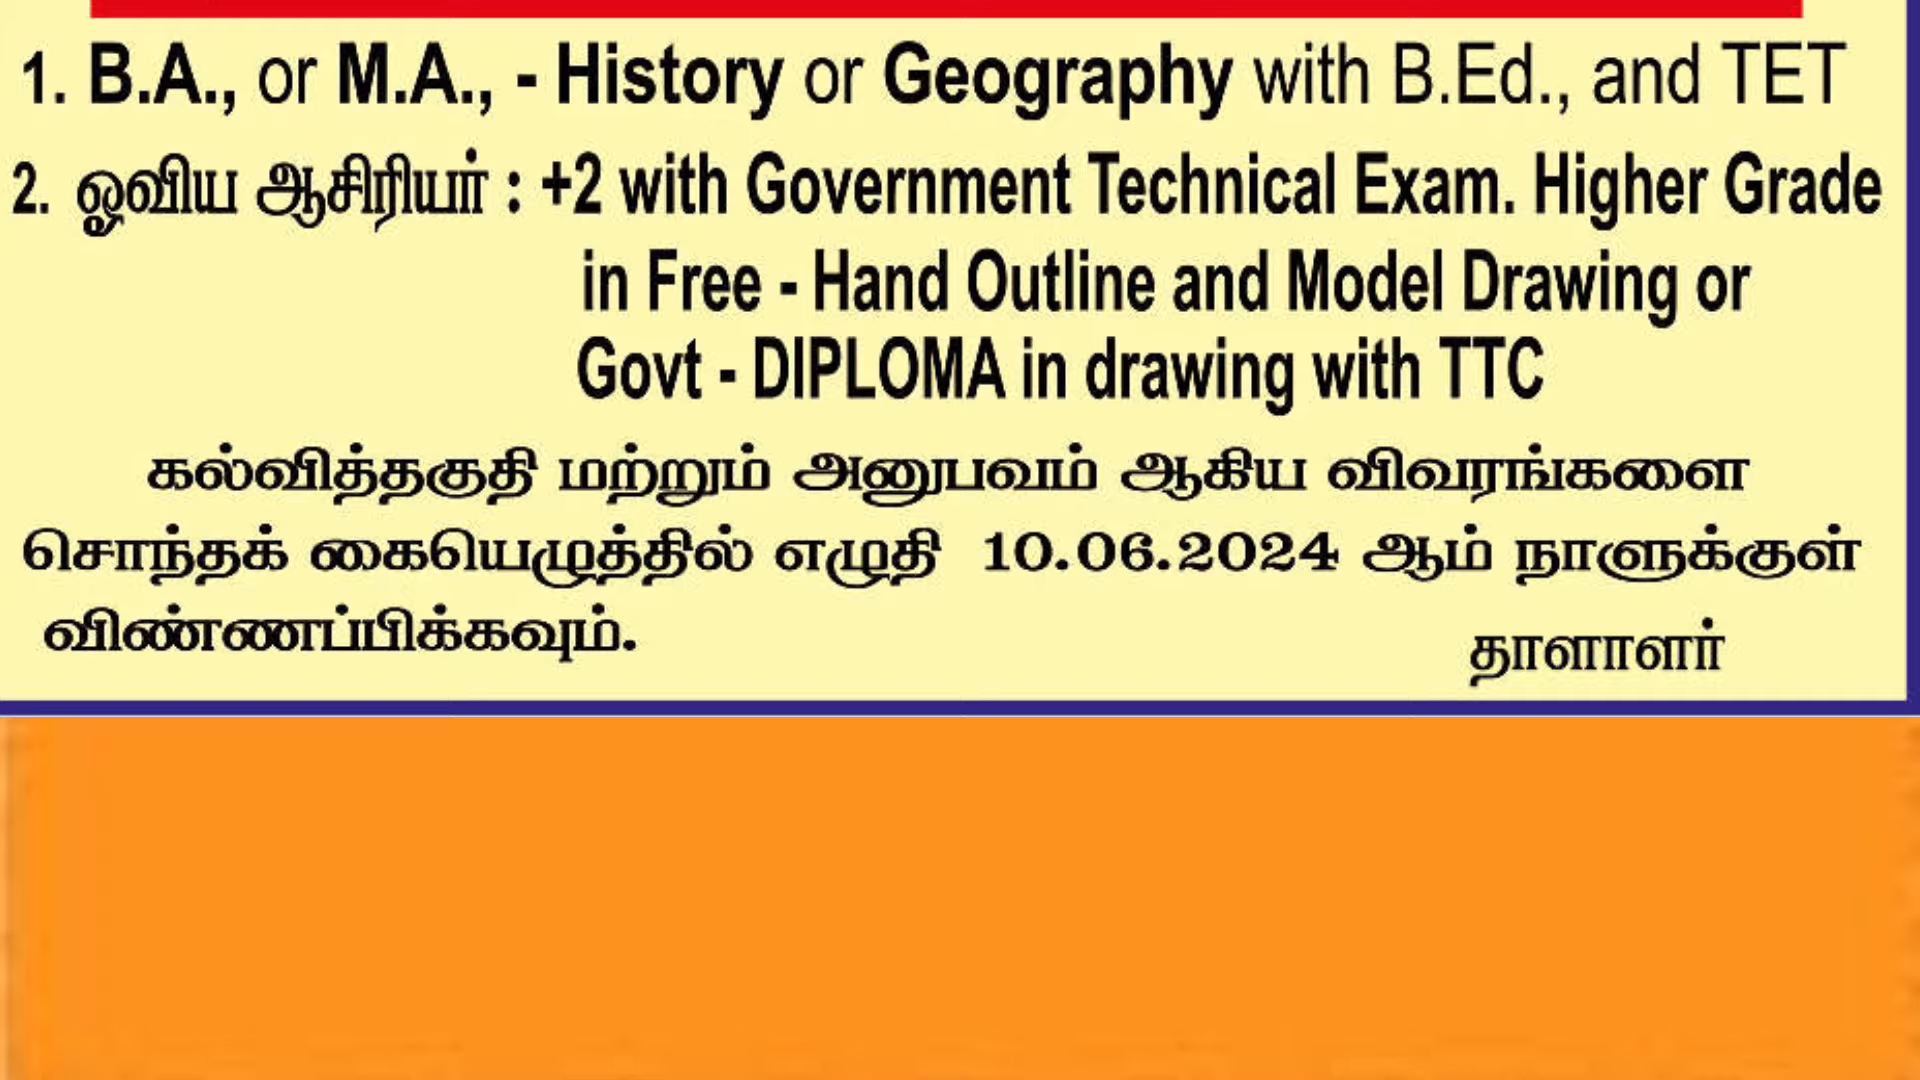 1. B.A., or M.A., - History or Geography with B.Ed., and TET
2. ஓவிய ஆசிரியர் : +2 with Government Technical Exam. Higher Grade
in Free - Hand Outline and Model Drawing or
Govt - DIPLOMA in drawing with TTC
கல்வித்தகுதி மற்றும் அனுபவம் ஆகிய விவரங்களை
சொந்தக் கையெழுத்தில் எழுதி 10.06.2024 ஆம் நாளுக்குள்
விண்ணப்பிக்கவும்.
தாளாளர்